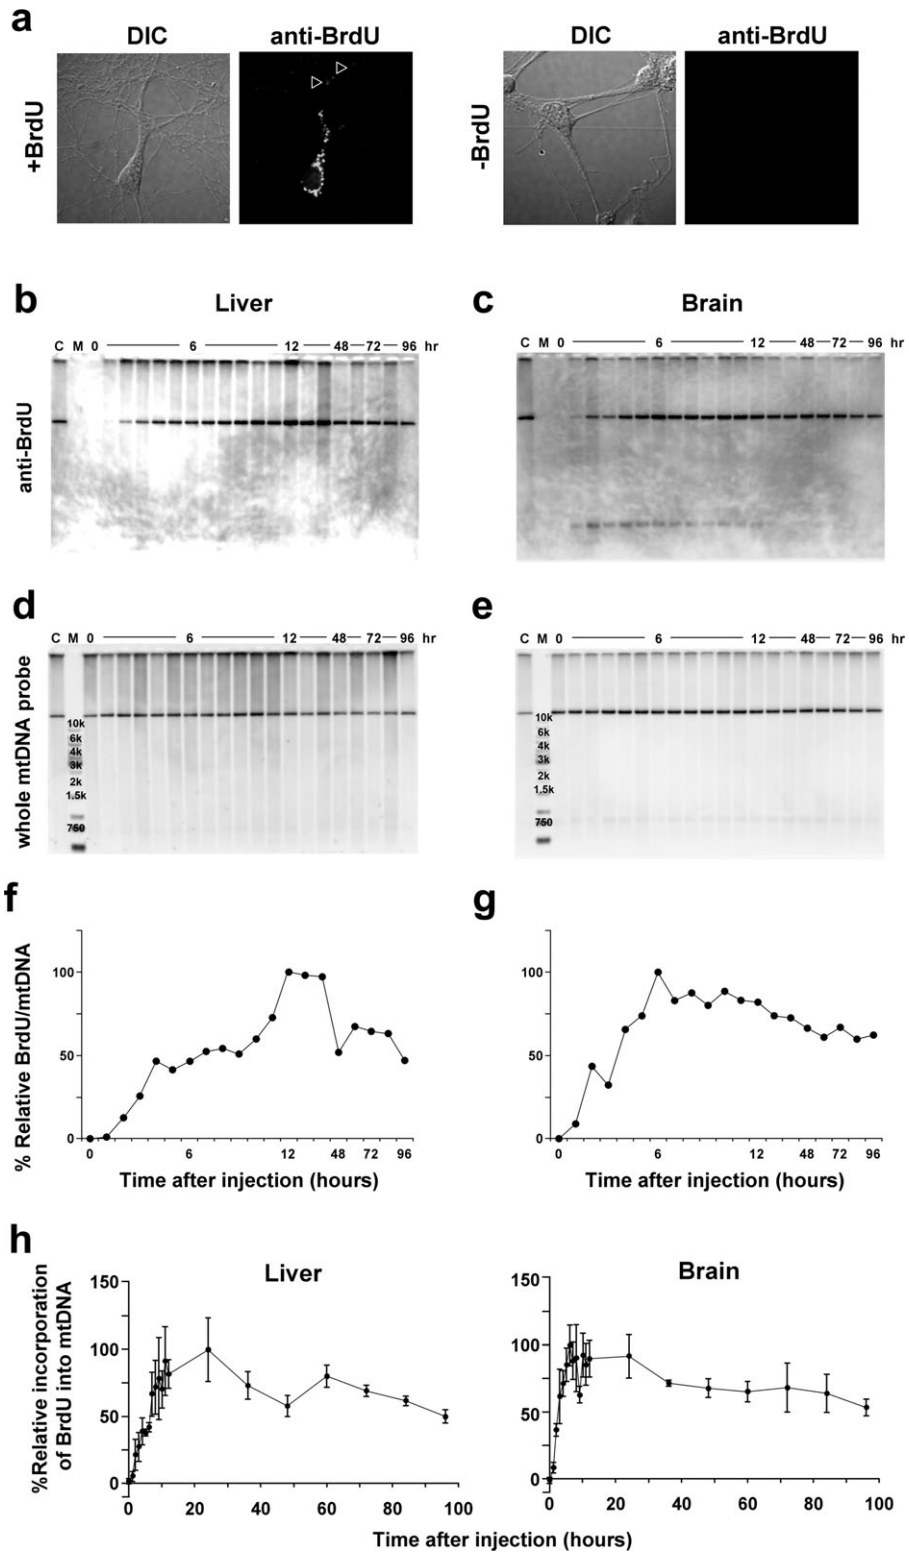 a
DIC anti-BrdU DIC anti-BrdU
+BrdU -BrdU
b Liver c Brain
C M 0 6 12 48 72 96 hr C M 0 6 12 48 72 96 hr
anti-BrdU
d e
C M 0 6 12 48 72 96 hr C M 0 6 12 48 72 96 hr
whole mtDNA probe
10k 10k
6k 6k
4k 4k
3k 3k
2k 2k
1.5k 1.5k
750 750
f g
% Relative BrdU/mtDNA
100 100
50 50
0 0
0 6 12 48 72 96 0 6 12 48 72 96
Time after injection (hours) Time after injection (hours)
h
Liver Brain
%Relative incorporation
of BrdU into mtDNA
150 150
100 100
50 50
0 0
0 20 40 60 80 100 0 20 40 60 80 100
Time after injection (hours)